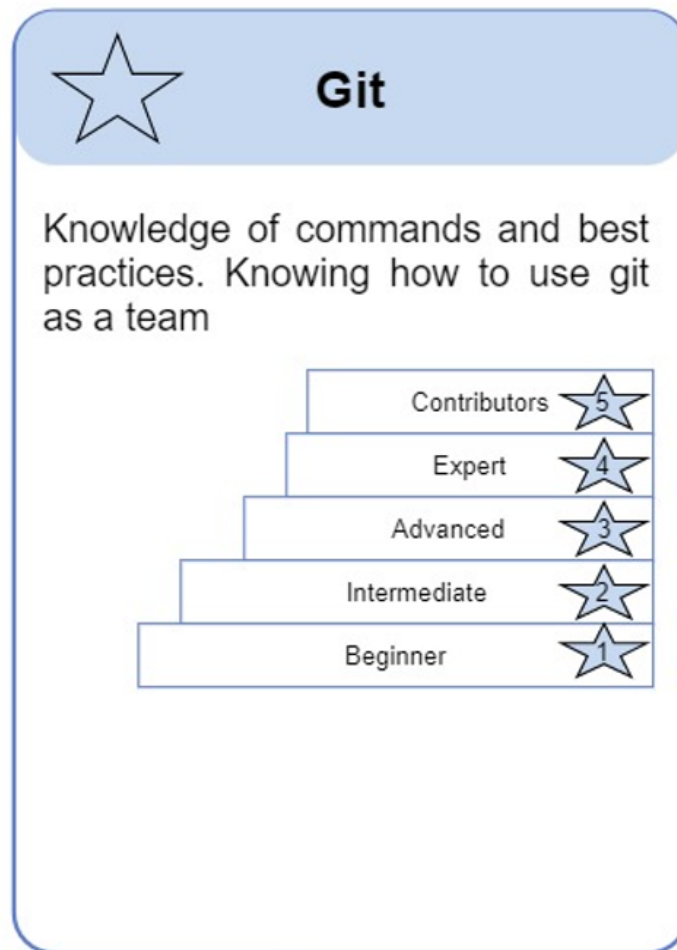 Git
Knowledge of commands and best
practices. Knowing how to use git
as a team
Contributors 5
Expert 4
Advanced 3
Intermediate 2
Beginner 1